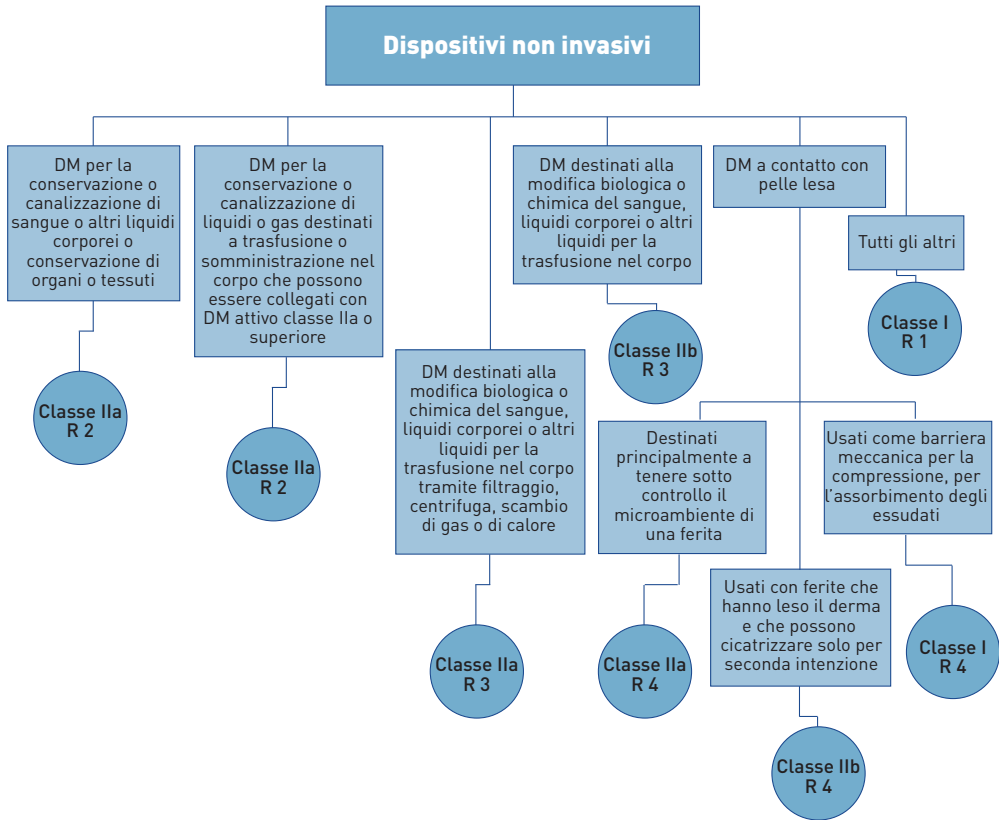 Dispositivi non invasivi
DM per la
conservazione o
canalizzazione di
sangue o altri liquidi
corporei o
conservazione di
organi o tessuti
Classe IIa
R 2
DM per la
conservazione o
canalizzazione di
liquidi o gas destinati
a trasfusione o
somministrazione nel
corpo che possono
essere collegati con
DM attivo classe IIa o
superiore
Classe IIa
R 2
DM destinati alla
modifica biologica o
chimica del sangue,
liquidi corporei o altri
liquidi per la
trasfusione nel corpo
tramite filtraggio,
centrifuga, scambio
di gas o di calore
Classe IIa
R 3
DM destinati alla
modifica biologica o
chimica del sangue,
liquidi corporei o altri
liquidi per la
trasfusione nel corpo
Classe IIb
R 3
DM a contatto con
pelle lesa
Destinati
principalmente a
tenere sotto
controllo il
microambiente di
una ferita
Classe IIa
R 4
Usati con ferite che
hanno leso il derma
e che possono
cicatrizzare solo per
seconda intenzione
Classe IIb
R 4
Usati come barriera
meccanica per la
compressione, per
l’assorbimento degli
essudati
Classe I
R 4
Tutti gli altri
Classe I
R 1